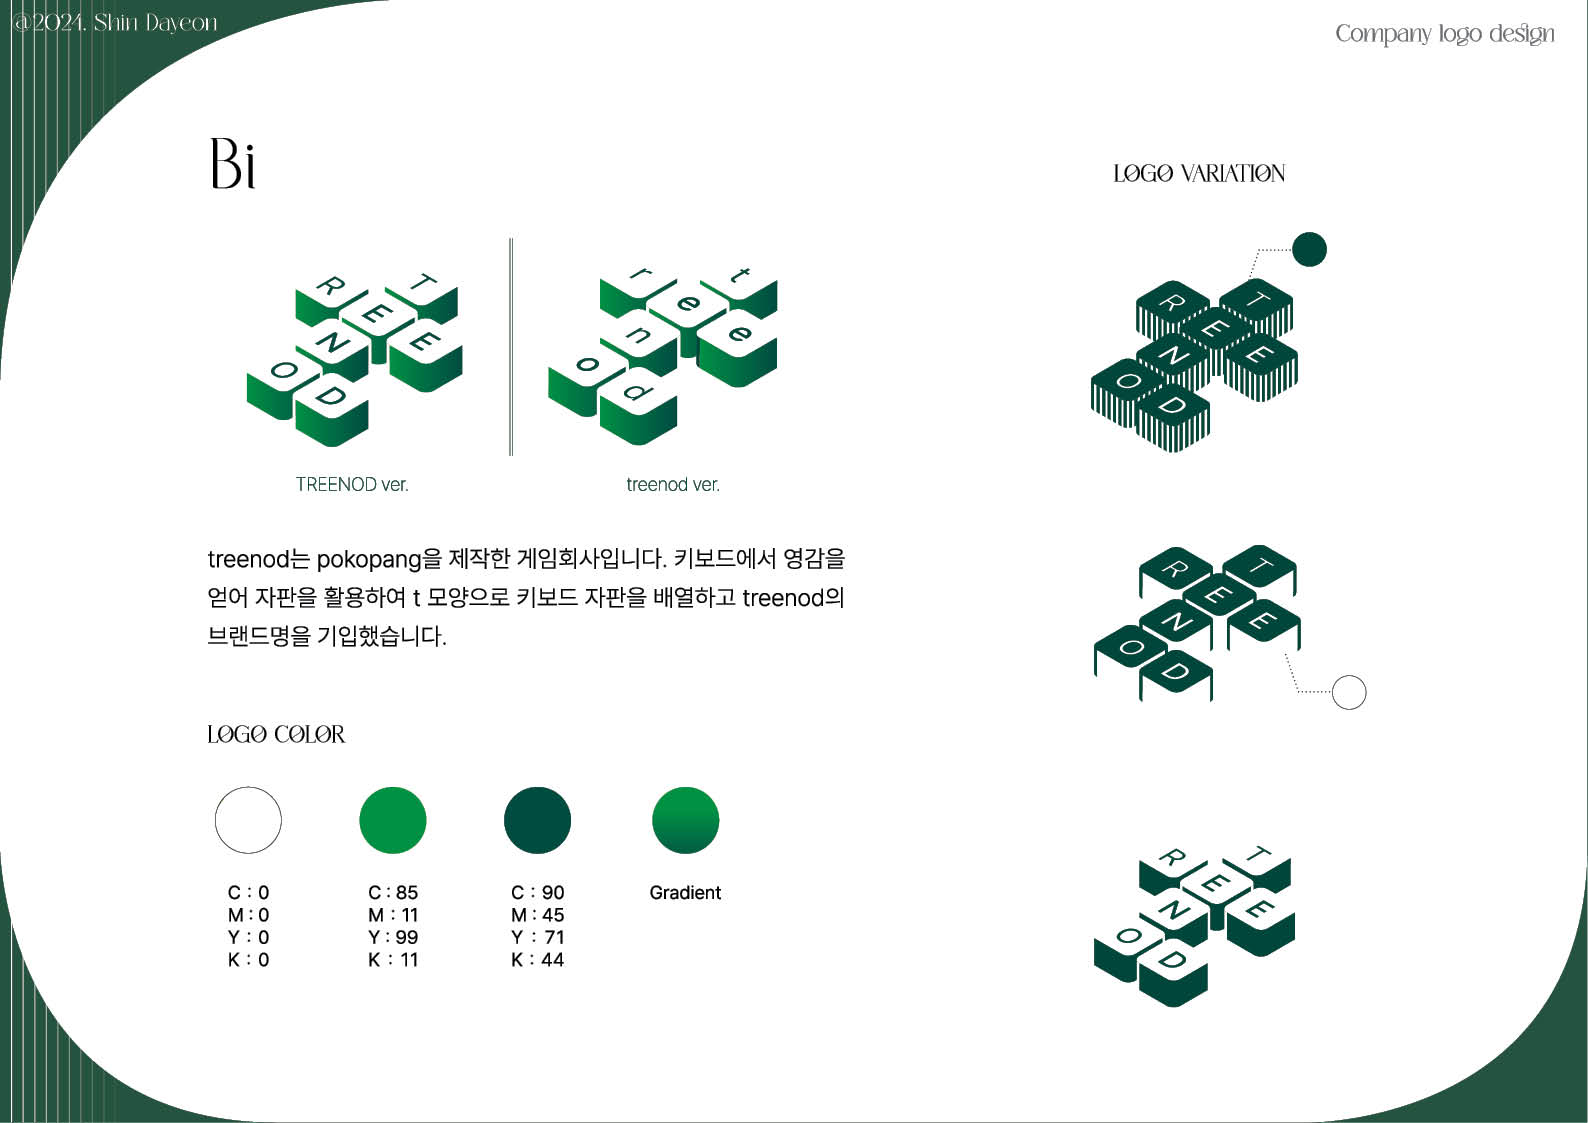 @2024. Shin Dayeon
Company logo design
Bi
R T
E
N E
O
D
r t
e
n e
o
d
TREENOD ver.
treenod ver.
treenod는 pokopang을 제작한 게임회사입니다. 키보드에서 영감을
얻어 자판을 활용하여 t 모양으로 키보드 자판을 배열하고 treenod의
브랜드명을 기입했습니다.
LOGO COLOR
C : 0
M : 0
Y : 0
K : 0
C : 85
M : 11
Y : 99
K : 11
C : 90
M : 45
Y : 71
K : 44
Gradient
LOGO VARIATION
R T
E
N E
O
D
R T
E
N E
O
D
R T
E
N E
O
D